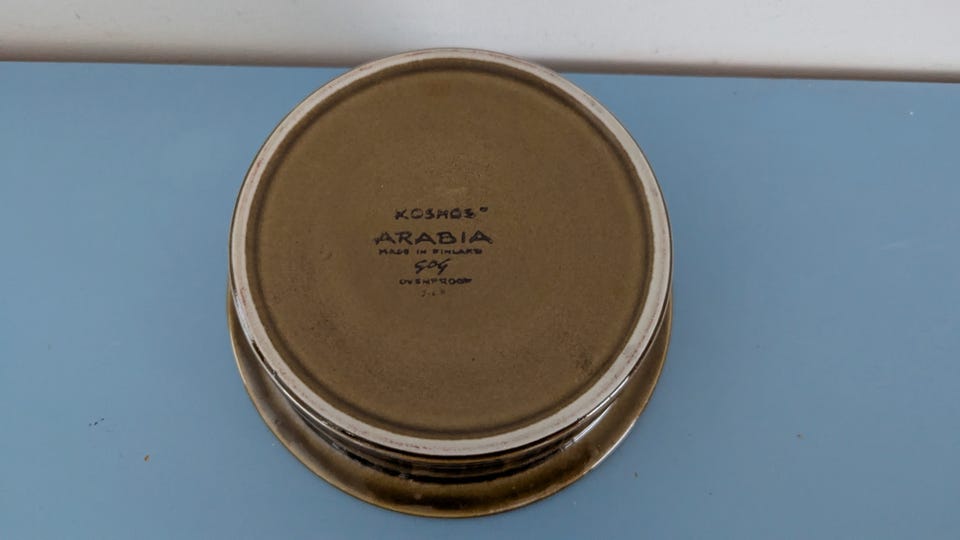 KOSMOS
ARABIA
MADE IN FINLAND
GOG
OVENPROOF